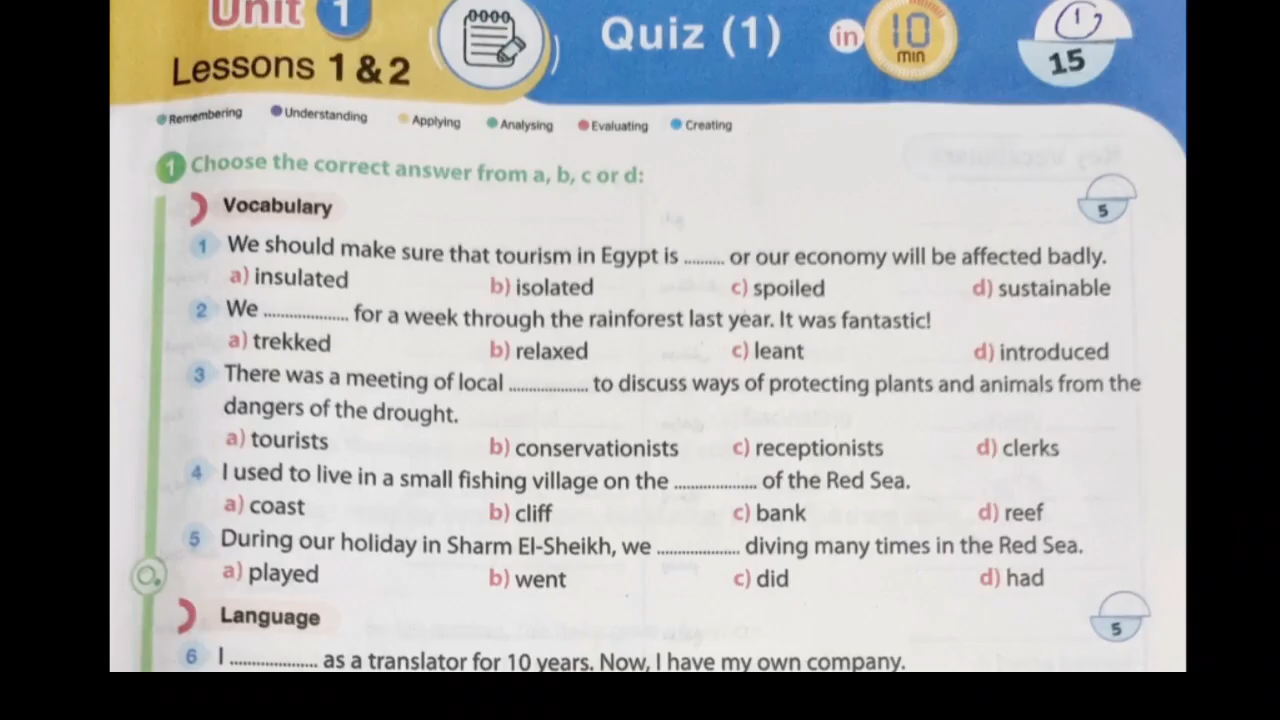 Unit 1
Lessons 1 & 2
Quiz (1)
in 10 min
1
15
Remembering Understanding Applying Analysing Evaluating Creating
1 Choose the correct answer from a, b, c or d:
Vocabulary
5
1 We should make sure that tourism in Egypt is ......... or our economy will be affected badly.
a) insulated b) isolated c) spoiled d) sustainable
2 We ................... for a week through the rainforest last year. It was fantastic!
a) trekked b) relaxed c) leant d) introduced
3 There was a meeting of local ................. to discuss ways of protecting plants and animals from the
dangers of the drought.
a) tourists b) conservationists c) receptionists d) clerks
4 I used to live in a small fishing village on the .................. of the Red Sea.
a) coast b) cliff c) bank d) reef
5 During our holiday in Sharm El-Sheikh, we .................. diving many times in the Red Sea.
a) played b) went c) did d) had
Language
5
6 I ................... as a translator for 10 years. Now, I have my own company.